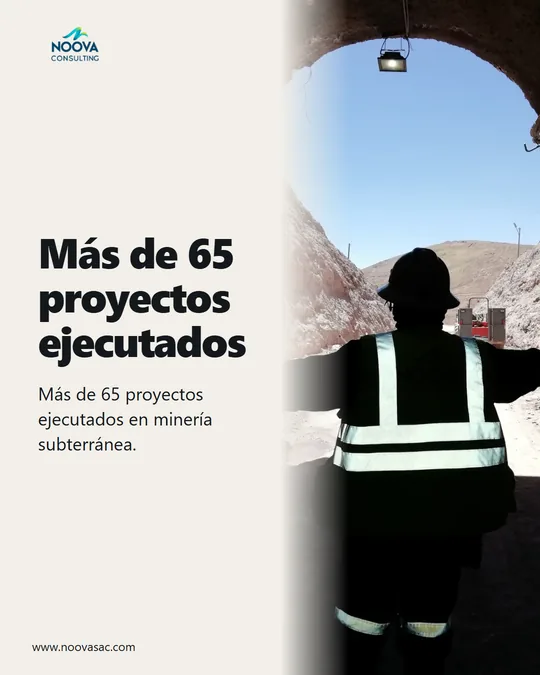 NOOVA
CONSULTING
Más de 65
proyectos
ejecutados
Más de 65 proyectos
ejecutados en minería
subterránea.
www.noovasac.com